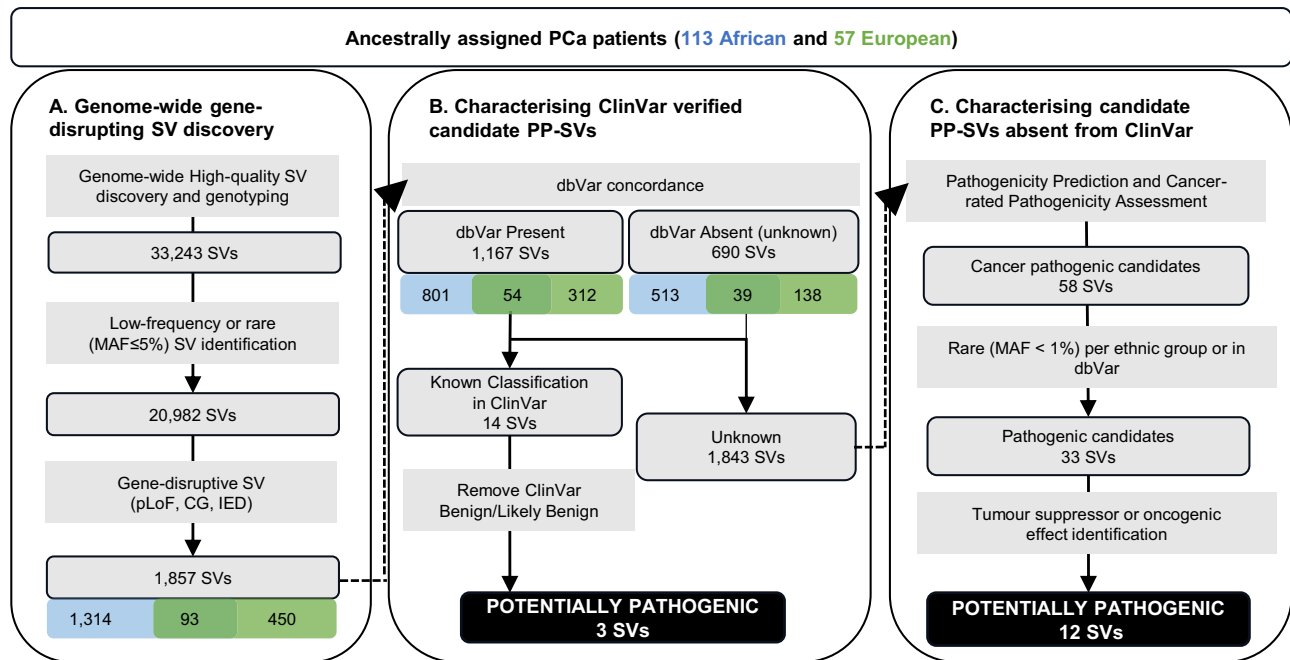 Ancestrally assigned PCa patients (113 African and 57 European)
A. Genome-wide gene-
disrupting SV discovery
Genome-wide High-quality SV
discovery and genotyping
33,243 SVs
Low-frequency or rare
(MAF≤5%) SV identification
20,982 SVs
Gene-disruptive SV
(pLoF, CG, IED)
1,857 SVs
1,314 93 450
B. Characterising ClinVar verified
candidate PP-SVs
dbVar concordance
dbVar Present
1,167 SVs
801 54 312
dbVar Absent (unknown)
690 SVs
513 39 138
Known Classification
in ClinVar
14 SVs
Unknown
1,843 SVs
Remove ClinVar
Benign/Likely Benign
POTENTIALLY PATHOGENIC
3 SVs
C. Characterising candidate
PP-SVs absent from ClinVar
Pathogenicity Prediction and Cancer-
rated Pathogenicity Assessment
Cancer pathogenic candidates
58 SVs
Rare (MAF < 1%) per ethnic group or in
dbVar
Pathogenic candidates
33 SVs
Tumour suppressor or oncogenic
effect identification
POTENTIALLY PATHOGENIC
12 SVs